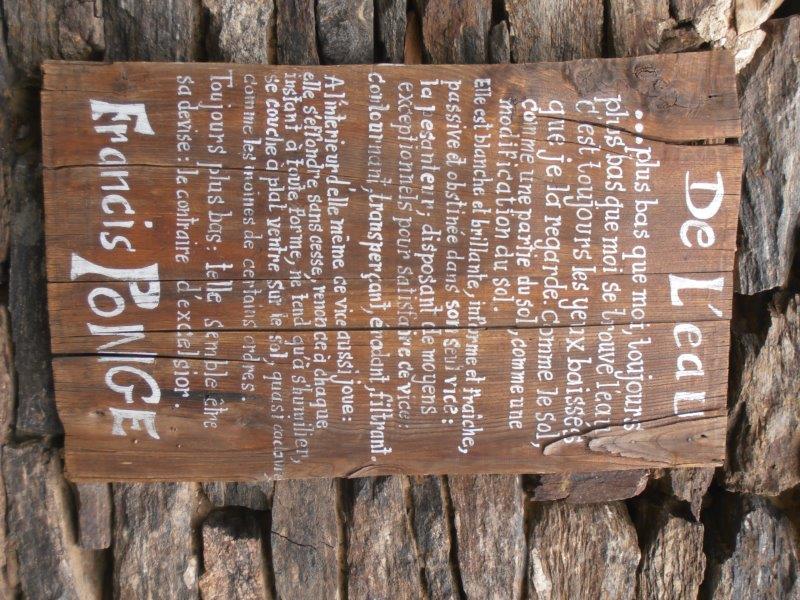 De L'eau
...plus bas que moi, toujours
plus bas que moi se trouve l'eau
c'est toujours les yeux baissés
que je la regarde. Comme le sol,
comme une partie du sol, comme une
modification du sol.
Elle est blanche et brillante, informe et fraîche,
passive et obstinée dans son seul vice :
la pesanteur; disposant de moyens
exceptionnels pour satisfaire ce vice :
contournant, transperçant, érodant, filtrant.
A l'intérieur d'elle même ce vice aussi joue :
elle s'effondre sans cesse, renonce à chaque
instant à toute forme, ne tend qu'à s'humilier,
se couche à plat ventre sur le sol, quasi cadavre
comme les moines de certains ordres.
Toujours plus bas : telle semble être
sa devise : le contraire d'excelsior.
Francis PONGE